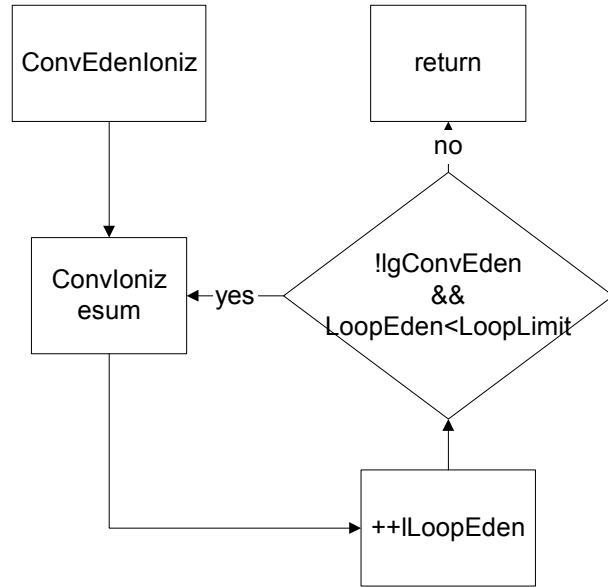 ConvEdenIoniz
return
no
ConvIoniz
esum
yes
!lgConvEden
&&
LoopEden<LoopLimit
++lLoopEden